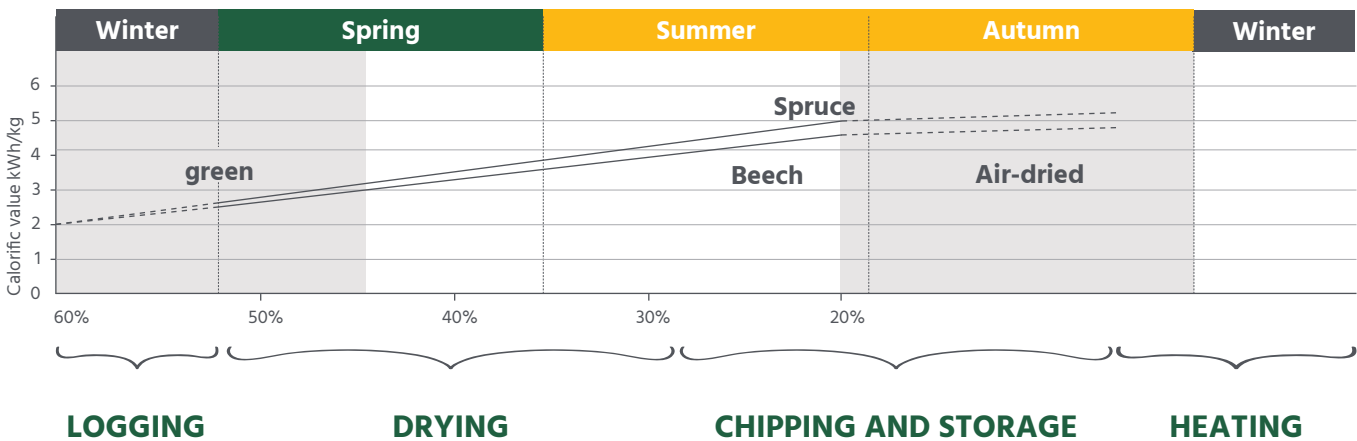 Winter Spring Summer Autumn Winter
Calorific value kWh/kg
6
5
4
3
2
1
0
Spruce
green
Beech
Air-dried
60% 50% 40% 30% 20%
LOGGING DRYING CHIPPING AND STORAGE HEATING